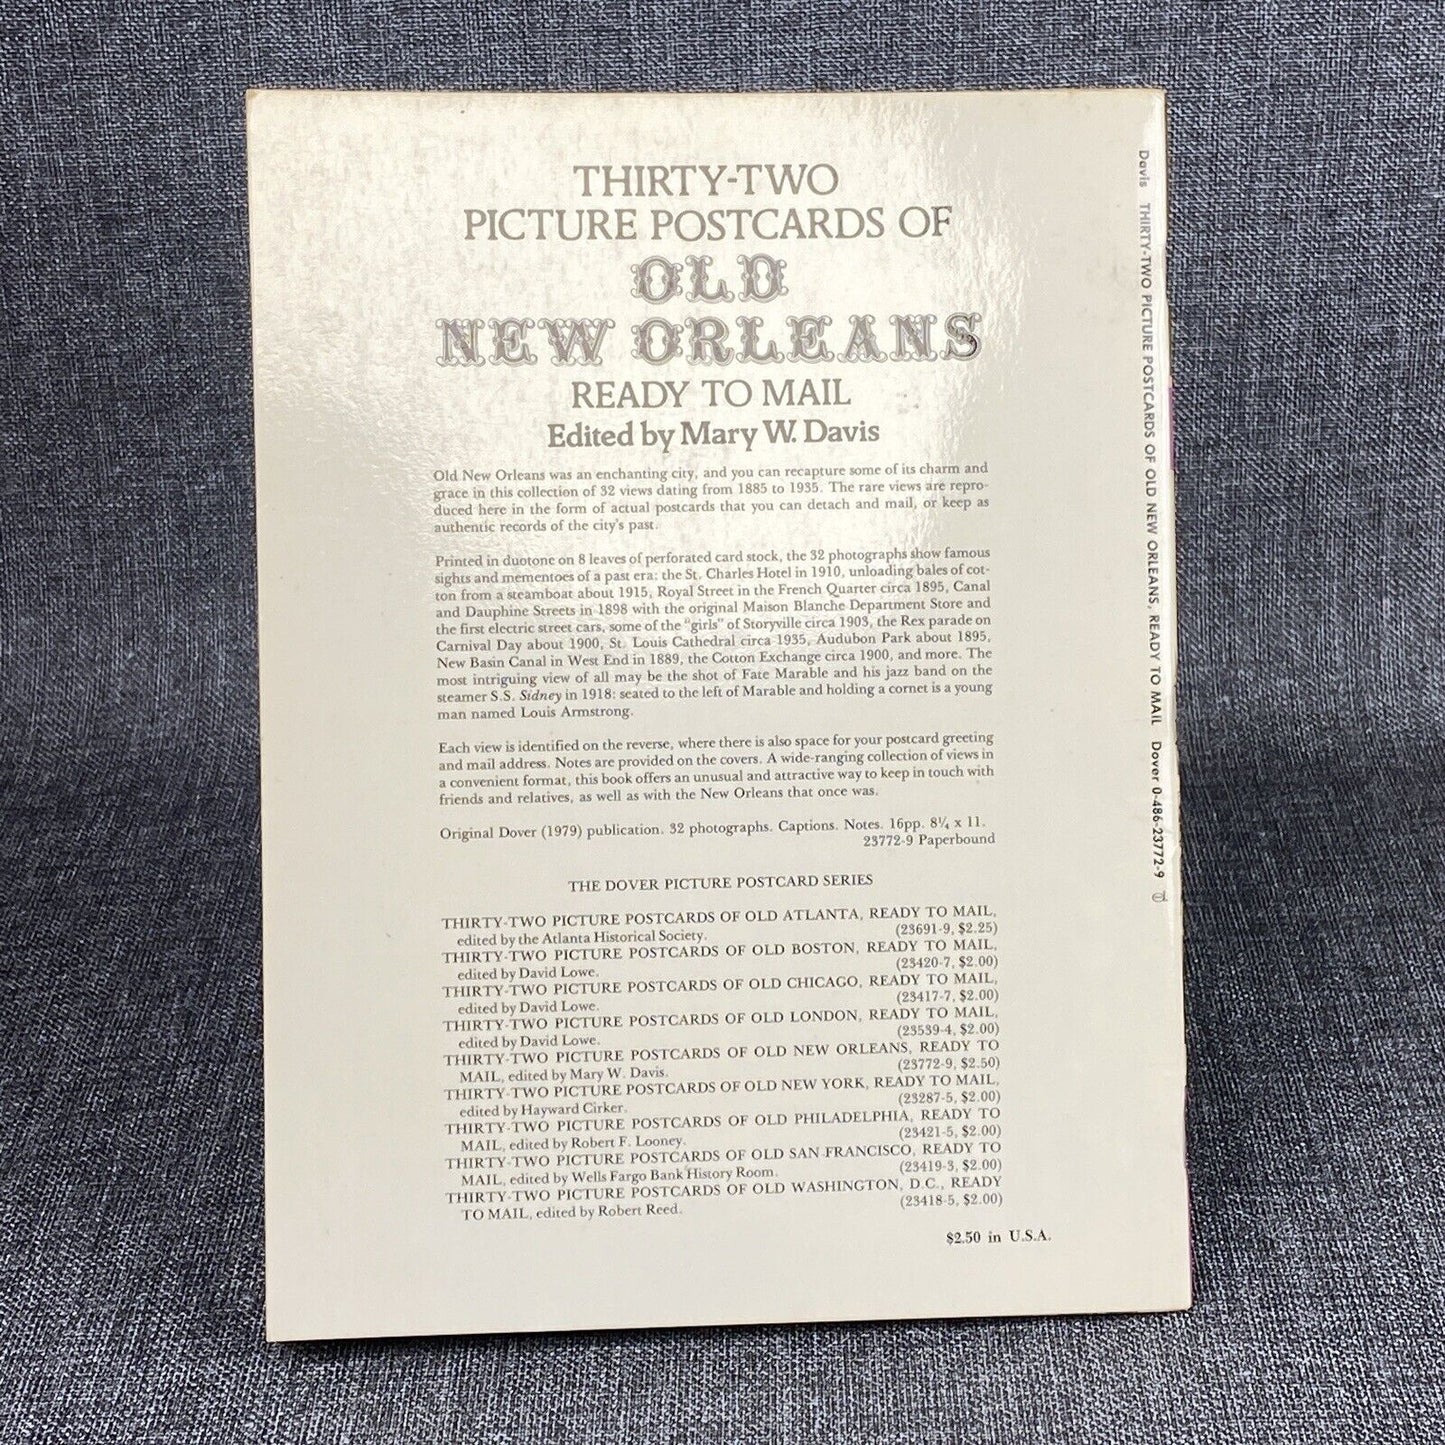 THIRTY-TWO
PICTURE POSTCARDS OF
OLD
NEW ORLEANS
READY TO MAIL
Edited by Mary W. Davis
Old New Orleans was an enchanting city, and you can recapture some of its charm and
grace in this collection of 32 views dating from 1885 to 1935. The rare views are repro-
duced here in the form of actual postcards that you can detach and mail, or keep as
authentic records of the city's past.
Printed in duotone on 8 leaves of perforated card stock, the 32 photographs show famous
sights and mementoes of a past era: the St. Charles Hotel in 1910, unloading bales of cot-
ton from a steamboat about 1915, Royal Street in the French Quarter circa 1895, Canal
and Dauphine Streets in 1898 with the original Maison Blanche Department Store and
the first electric street cars, some of the "girls" of Storyville circa 1903, the Rex parade on
Carnival Day about 1900, St. Louis Cathedral circa 1935, Audubon Park about 1895,
New Basin Canal in West End in 1889, the Cotton Exchange circa 1900, and more. The
most intriguing view of all may be the shot of Fate Marable and his jazz band on the
steamer S.S. Sidney in 1918: seated to the left of Marable and holding a cornet is a young
man named Louis Armstrong.
Each view is identified on the reverse, where there is also space for your postcard greeting
and mail address. Notes are provided on the covers. A wide-ranging collection of views in
a convenient format, this book offers an unusual and attractive way to keep in touch with
friends and relatives, as well as with the New Orleans that once was.
Original Dover (1979) publication. 32 photographs. Captions. Notes. 16pp. 8¼ x 11.
23772-9 Paperbound
THE DOVER PICTURE POSTCARD SERIES
THIRTY-TWO PICTURE POSTCARDS OF OLD ATLANTA, READY TO MAIL,
edited by the Atlanta Historical Society. (23691-9, $2.25)
THIRTY-TWO PICTURE POSTCARDS OF OLD BOSTON, READY TO MAIL,
edited by David Lowe. (23420-7, $2.00)
THIRTY-TWO PICTURE POSTCARDS OF OLD CHICAGO, READY TO MAIL,
edited by David Lowe. (23417-7, $2.00)
THIRTY-TWO PICTURE POSTCARDS OF OLD LONDON, READY TO MAIL,
edited by David Lowe. (23539-4, $2.00)
THIRTY-TWO PICTURE POSTCARDS OF OLD NEW ORLEANS, READY TO
MAIL, edited by Mary W. Davis. (23772-9, $2.50)
THIRTY-TWO PICTURE POSTCARDS OF OLD NEW YORK, READY TO MAIL,
edited by Hayward Cirker. (23287-5, $2.00)
THIRTY-TWO PICTURE POSTCARDS OF OLD PHILADELPHIA, READY TO
MAIL, edited by Robert F. Looney. (23421-5, $2.00)
THIRTY-TWO PICTURE POSTCARDS OF OLD SAN FRANCISCO, READY TO
MAIL, edited by Wells Fargo Bank History Room. (23419-3, $2.00)
THIRTY-TWO PICTURE POSTCARDS OF OLD WASHINGTON, D.C., READY
TO MAIL, edited by Robert Reed. (23418-5, $2.00)
$2.50 in U.S.A.
Davis THIRTY-TWO PICTURE POSTCARDS OF OLD NEW ORLEANS, READY TO MAIL Dover 0-486-23772-9